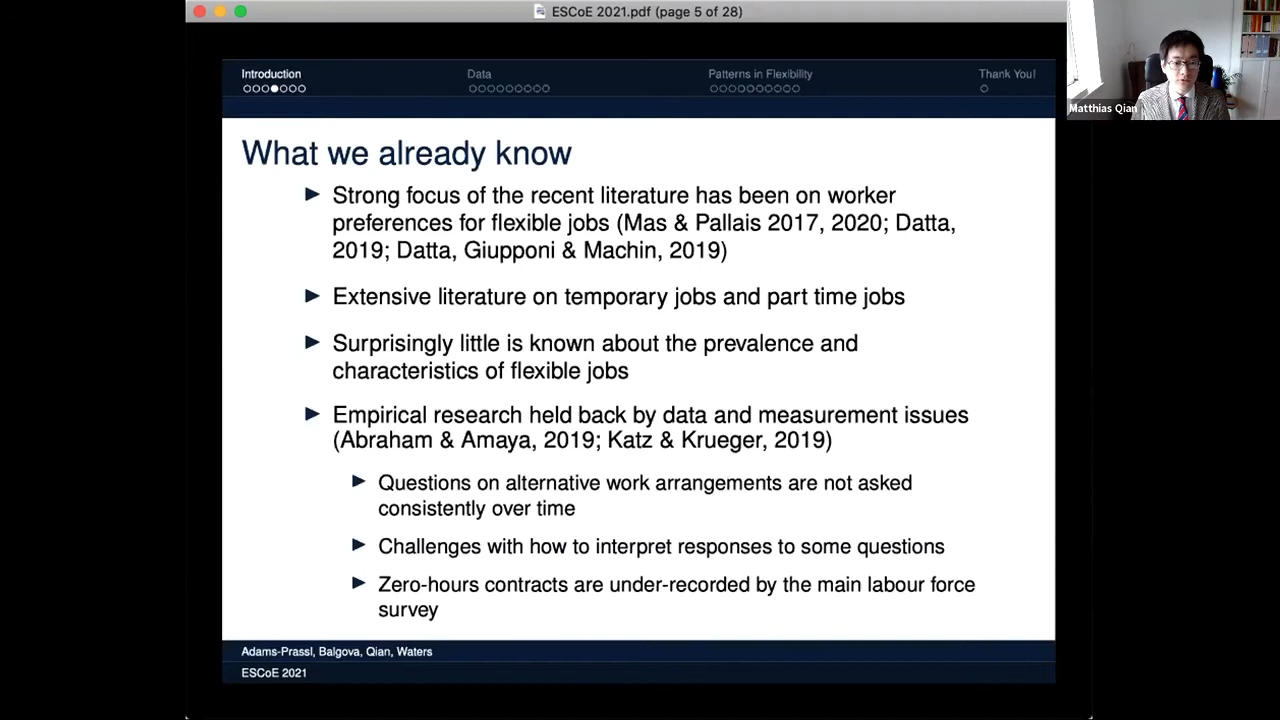 ESCoE 2021.pdf (page 5 of 28)
Introduction
Data
Patterns in Flexibility
Thank You!
Matthias Qian
What we already know
Strong focus of the recent literature has been on worker
preferences for flexible jobs (Mas & Pallais 2017, 2020; Datta,
2019; Datta, Giupponi & Machin, 2019)
Extensive literature on temporary jobs and part time jobs
Surprisingly little is known about the prevalence and
characteristics of flexible jobs
Empirical research held back by data and measurement issues
(Abraham & Amaya, 2019; Katz & Krueger, 2019)
Questions on alternative work arrangements are not asked
consistently over time
Challenges with how to interpret responses to some questions
Zero-hours contracts are under-recorded by the main labour force
survey
Adams-Prassl, Balgova, Qian, Waters
ESCoE 2021